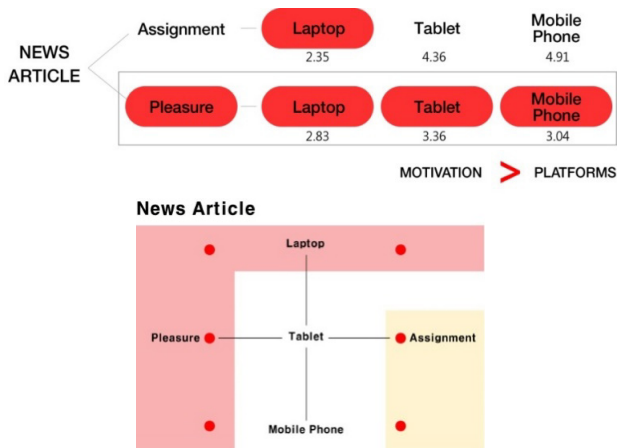 Assignment Laptop Tablet Mobile Phone
2.35 4.36 4.91
NEWS ARTICLE
Pleasure Laptop Tablet Mobile Phone
2.83 3.36 3.04
MOTIVATION > PLATFORMS
News Article
Laptop
Pleasure Tablet Assignment
Mobile Phone